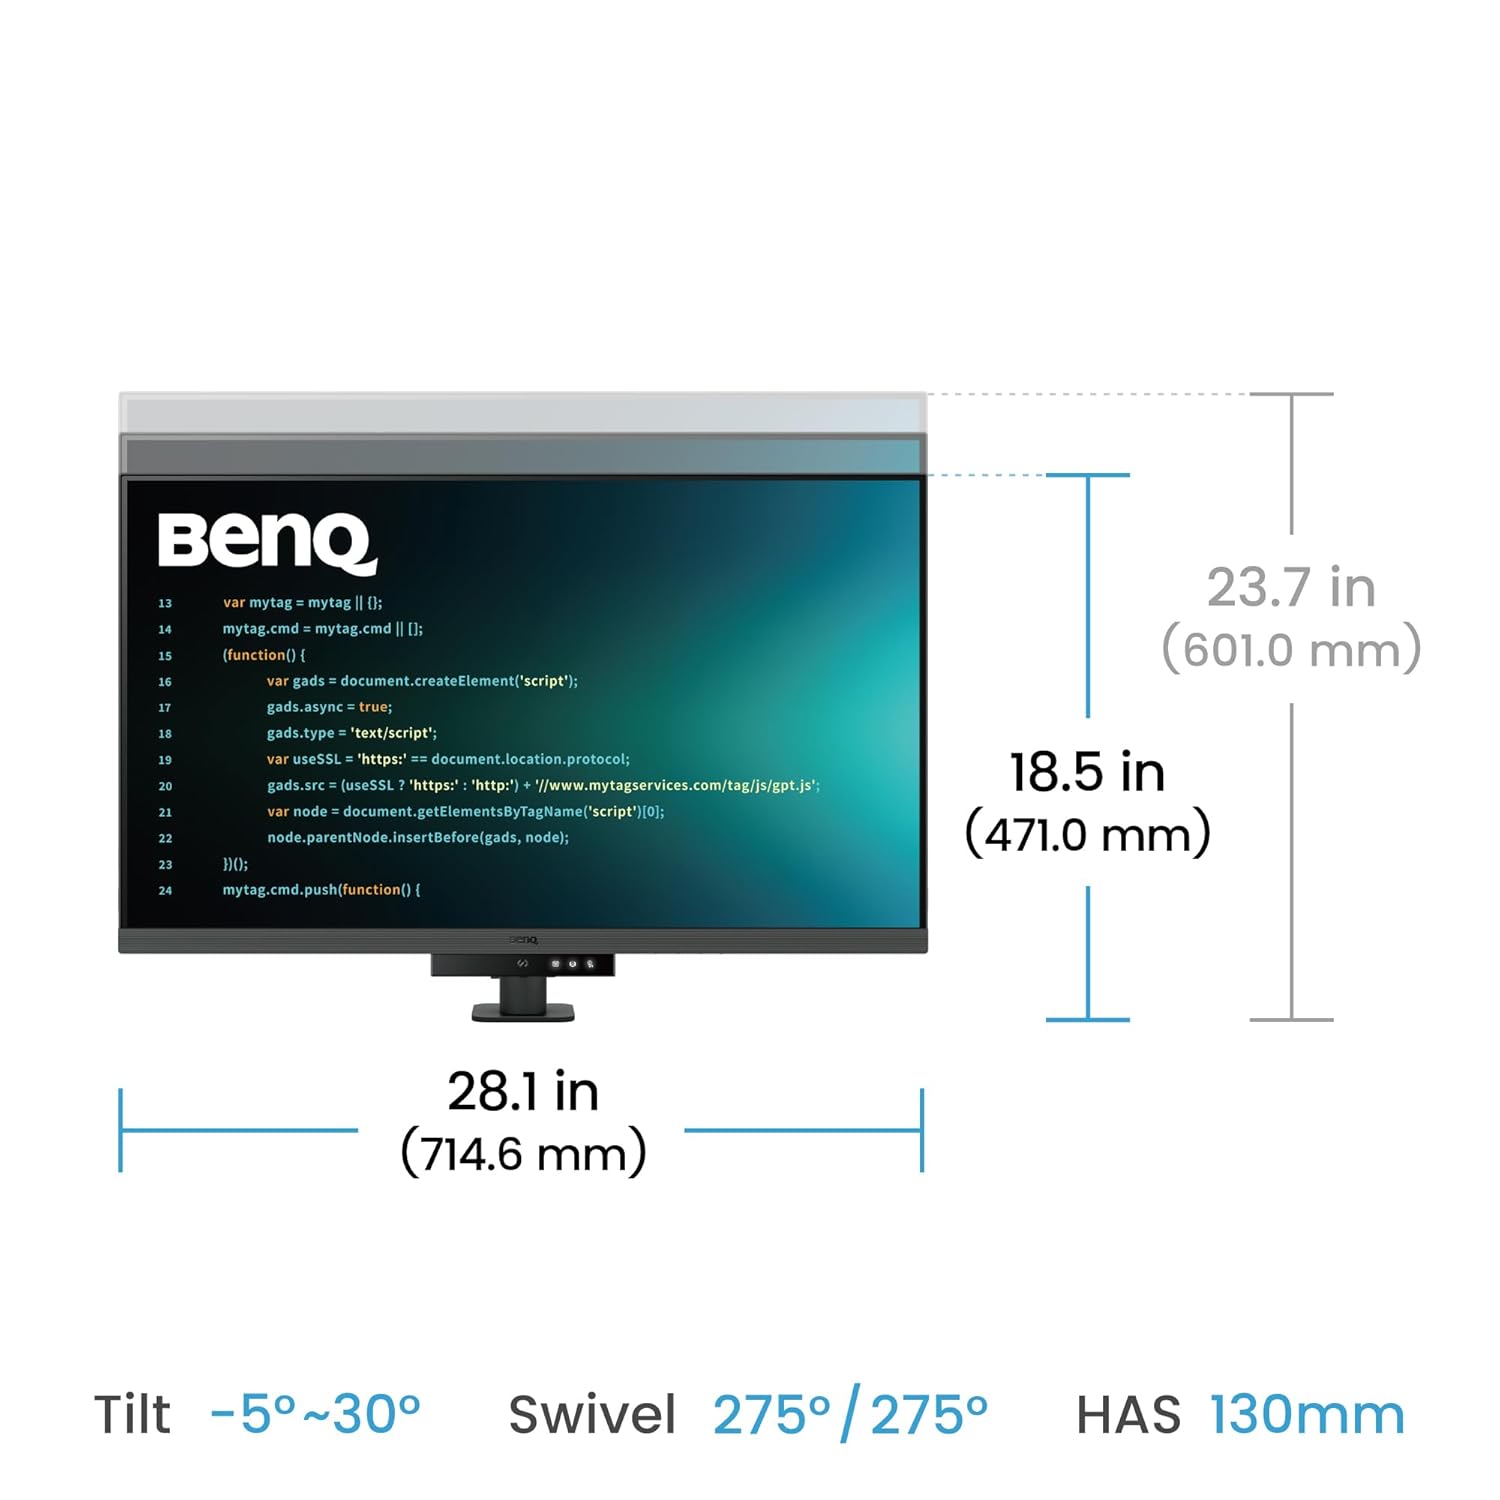 BenQ
13 var mytag = mytag || {};
14 mytag.cmd = mytag.cmd || [];
15 (function() {
16 var gads = document.createElement('script');
17 gads.async = true;
18 gads.type = 'text/script';
19 var useSSL = 'https:' == document.location.protocol;
20 gads.src = (useSSL ? 'https:' : 'http:') + '//www.mytagservices.com/tag/js/gpt.js';
21 var node = document.getElementsByTagName('script')[0];
22 node.parentNode.insertBefore(gads, node);
23 })();
24 mytag.cmd.push(function() {
BenQ
23.7 in
(601.0 mm)
18.5 in
(471.0 mm)
28.1 in
(714.6 mm)
Tilt -5°~30° Swivel 275°/275° HAS 130mm